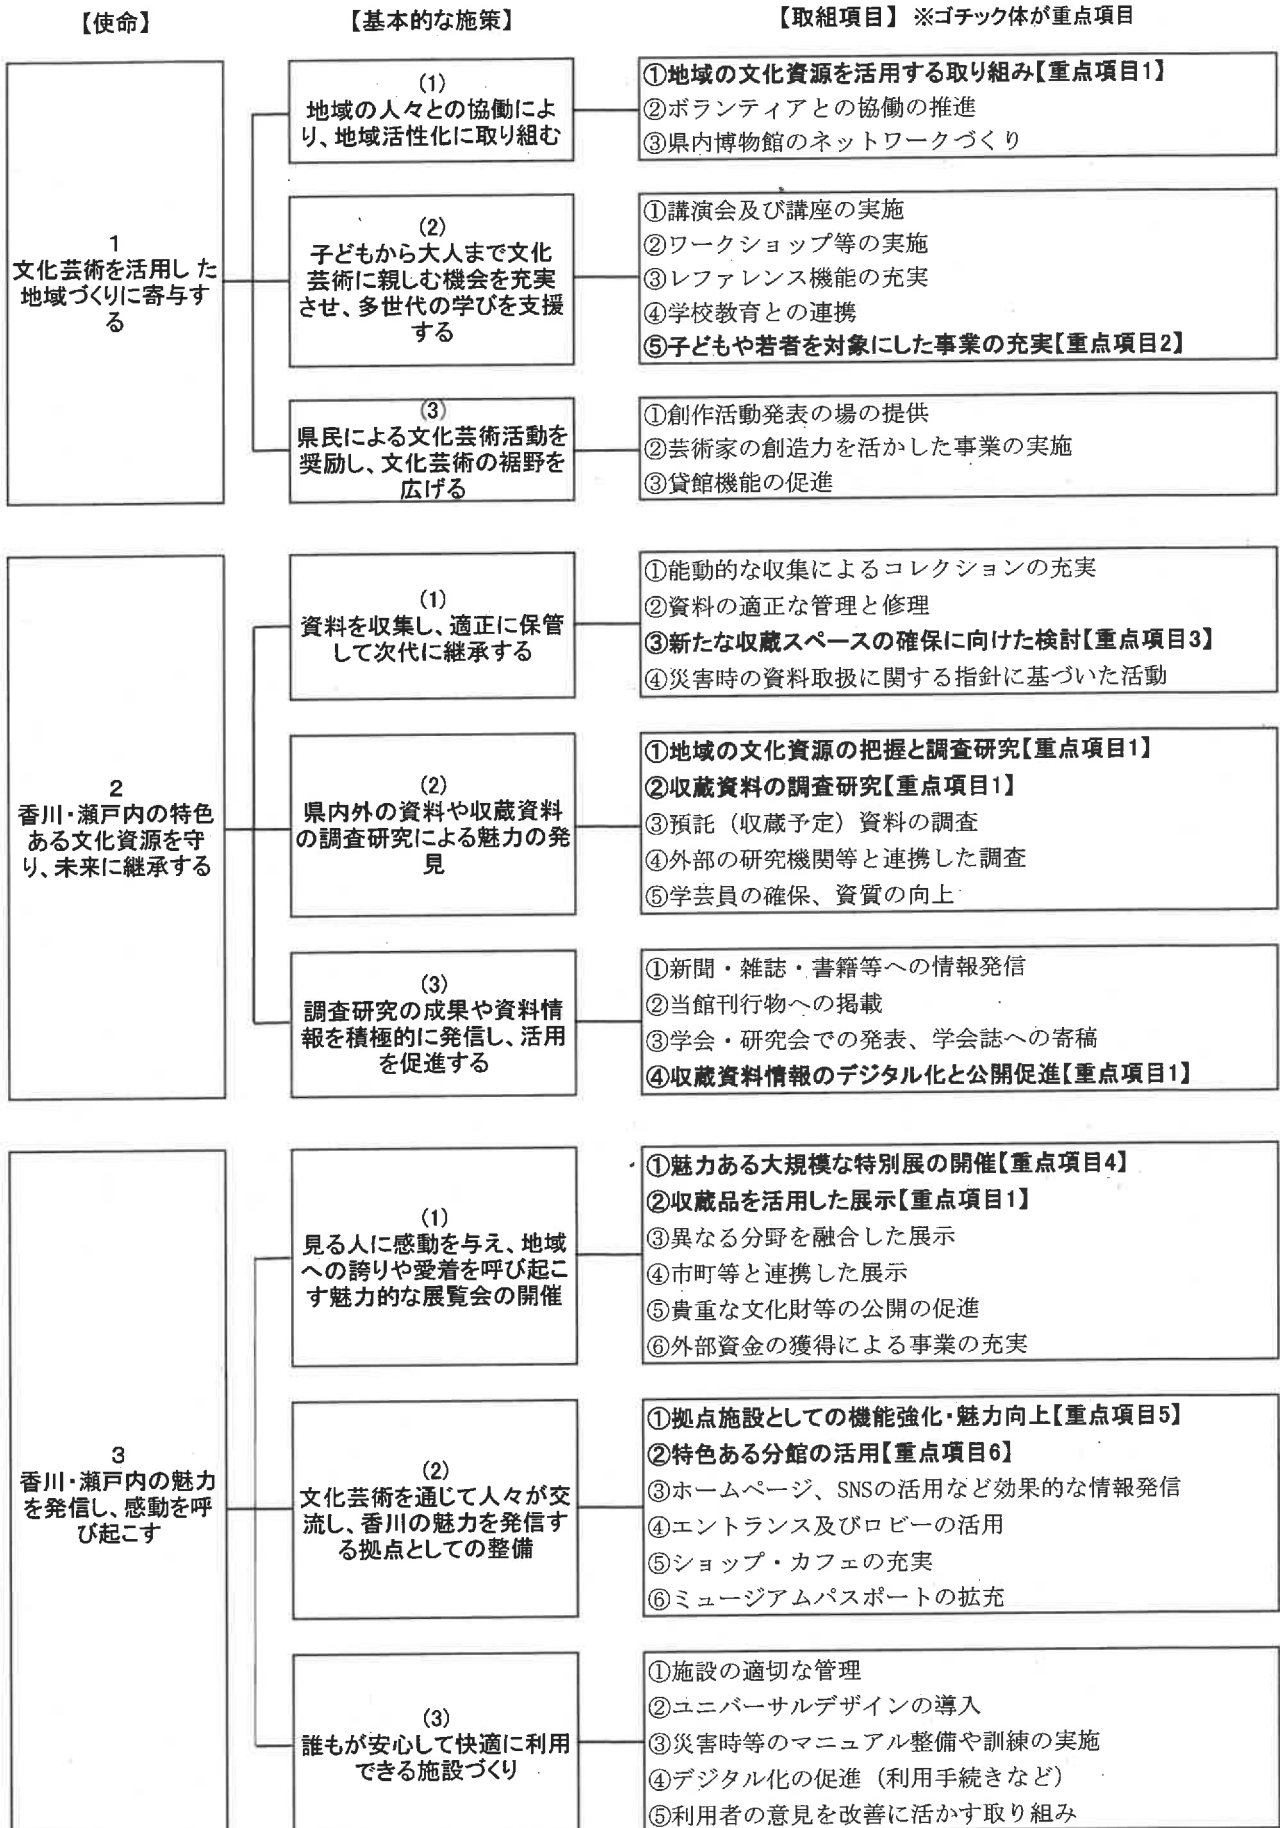 【使命】
【基本的な施策】
【取組項目】 ※ゴチック体が重点項目
1
文化芸術を活用した
地域づくりに寄与す
る
(1)
地域の人々との協働によ
り、地域活性化に取り組む
①地域の文化資源を活用する取り組み【重点項目1】
②ボランティアとの協働の推進
③県内博物館のネットワークづくり
(2)
子どもから大人まで文化
芸術に親しむ機会を充実
させ、多世代の学びを支援
する
①講演会及び講座の実施
②ワークショップ等の実施
③レファレンス機能の充実
④学校教育との連携
⑤子どもや若者を対象にした事業の充実【重点項目2】
(3)
県民による文化芸術活動を
奨励し、文化芸術の裾野を
広げる
①創作活動発表の場の提供
②芸術家の創造力を活かした事業の実施
③貸館機能の促進
2
香川・瀬戸内の特色
ある文化資源を守
り、未来に継承する
(1)
資料を収集し、適正に保管
して次代に継承する
①能動的な収集によるコレクションの充実
②資料の適正な管理と修理
③新たな収蔵スペースの確保に向けた検討【重点項目3】
④災害時の資料取扱に関する指針に基づいた活動
(2)
県内外の資料や収蔵資料
の調査研究による魅力の発
見
①地域の文化資源の把握と調査研究【重点項目1】
②収蔵資料の調査研究【重点項目1】
③預託（収蔵予定）資料の調査
④外部の研究機関等と連携した調査
⑤学芸員の確保、資質の向上
(3)
調査研究の成果や資料情
報を積極的に発信し、活用
を促進する
①新聞・雑誌・書籍等への情報発信
②当館刊行物への掲載
③学会・研究会での発表、学会誌への寄稿
④収蔵資料情報のデジタル化と公開促進【重点項目1】
3
香川・瀬戸内の魅力
を発信し、感動を呼
び起こす
(1)
見る人に感動を与え、地域
への誇りや愛着を呼び起こ
す魅力的な展覧会の開催
①魅力ある大規模な特別展の開催【重点項目4】
②収蔵品を活用した展示【重点項目1】
③異なる分野を融合した展示
④市町等と連携した展示
⑤貴重な文化財等の公開の促進
⑥外部資金の獲得による事業の充実
(2)
文化芸術を通じて人々が交
流し、香川の魅力を発信す
る拠点としての整備
①拠点施設としての機能強化・魅力向上【重点項目5】
②特色ある分館の活用【重点項目6】
③ホームページ、SNSの活用など効果的な情報発信
④エントランス及びロビーの活用
⑤ショップ・カフェの充実
⑥ミュージアムパスポートの拡充
(3)
誰もが安心して快適に利用
できる施設づくり
①施設の適切な管理
②ユニバーサルデザインの導入
③災害時等のマニュアル整備や訓練の実施
④デジタル化の促進（利用手続きなど）
⑤利用者の意見を改善に活かす取り組み